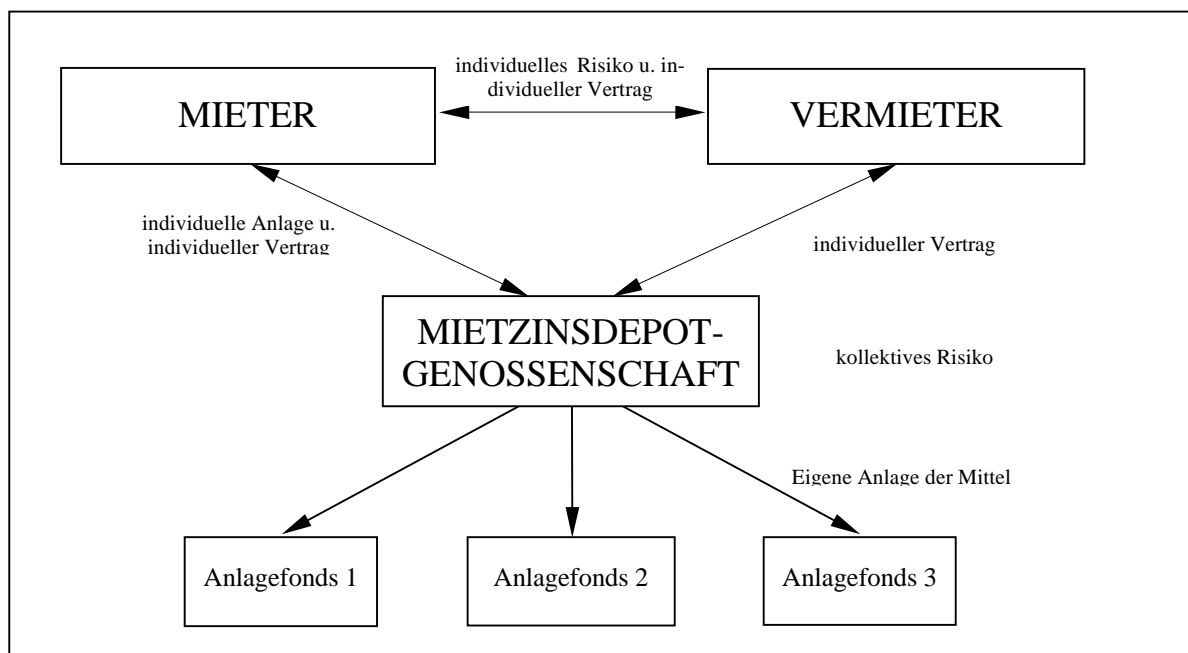 individuelles Risiko u. in-
dividueller Vertrag
MIETER
VERMIETER
individuelle Anlage u.
individueller Vertrag
individueller Vertrag
MIETZINSDEPOT-
GENOSSENSCHAFT
kollektives Risiko
Eigene Anlage der Mittel
Anlagefonds 1
Anlagefonds 2
Anlagefonds 3